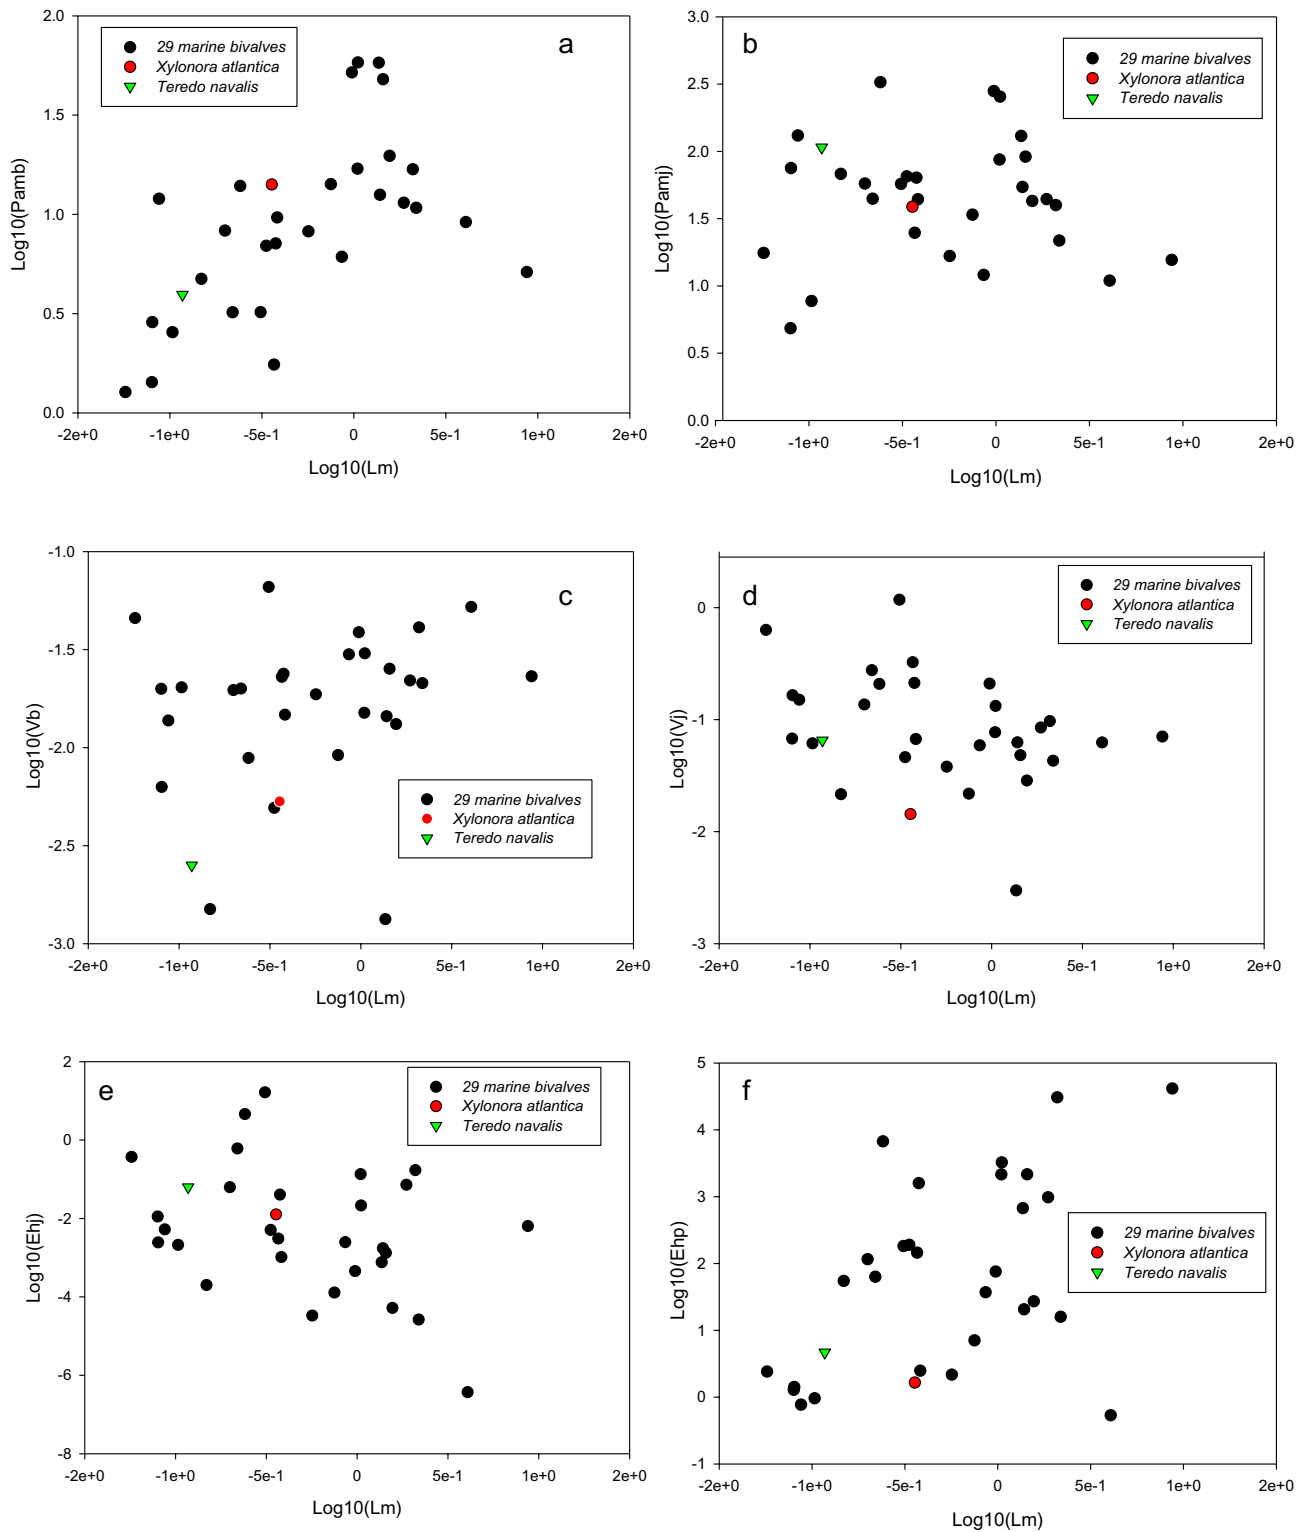 a
29 marine bivalves
Xylonora atlantica
Teredo navalis
2.0
1.5
1.0
0.5
0.0
Log10(Pamb)
-2e+0 -1e+0 -5e-1 0 5e-1 1e+0 2e+0
Log10(Lm)
b
29 marine bivalves
Xylonora atlantica
Teredo navalis
3.0
2.5
2.0
1.5
1.0
0.5
0.0
Log10(Pamj)
-2e+0 -1e+0 -5e-1 0 5e-1 1e+0 2e+0
Log10(Lm)
c
29 marine bivalves
Xylonora atlantica
Teredo navalis
-1.0
-1.5
-2.0
-2.5
-3.0
Log10(Vb)
-2e+0 -1e+0 -5e-1 0 5e-1 1e+0 2e+0
Log10(Lm)
d
29 marine bivalves
Xylonora atlantica
Teredo navalis
0
-1
-2
-3
Log10(Vj)
-2e+0 -1e+0 -5e-1 0 5e-1 1e+0 2e+0
Log10(Lm)
e
29 marine bivalves
Xylonora atlantica
Teredo navalis
2
0
-2
-4
-6
-8
Log10(Ehj)
-2e+0 -1e+0 -5e-1 0 5e-1 1e+0 2e+0
Log10(Lm)
f
29 marine bivalves
Xylonora atlantica
Teredo navalis
5
4
3
2
1
0
-1
Log10(Ehp)
-2e+0 -1e+0 -5e-1 0 5e-1 1e+0 2e+0
Log10(Lm)